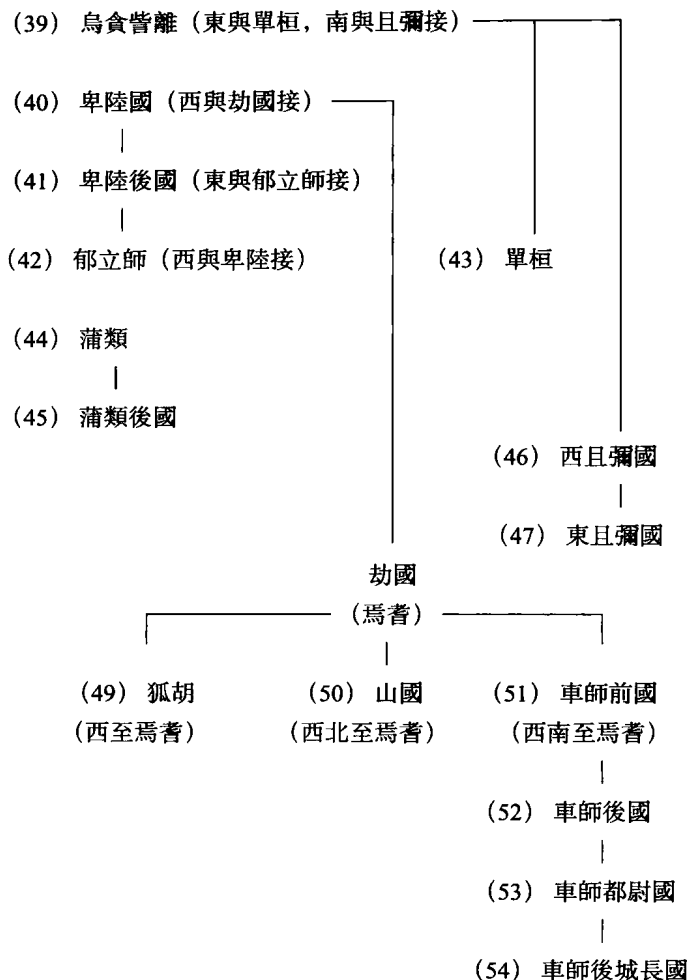 (39) 烏貪訾離（東與單桓，南與且彌接）
(40) 卑陸國（西與劫國接）
(41) 卑陸後國（東與郁立師接）
(42) 郁立師（西與卑陸接）
(43) 單桓
(44) 蒲類
(45) 蒲類後國
(46) 西且彌國
(47) 東且彌國
劫國
（焉耆）
(49) 狐胡
（西至焉耆）
(50) 山國
（西北至焉耆）
(51) 車師前國
（西南至焉耆）
(52) 車師後國
(53) 車師都尉國
(54) 車師後城長國